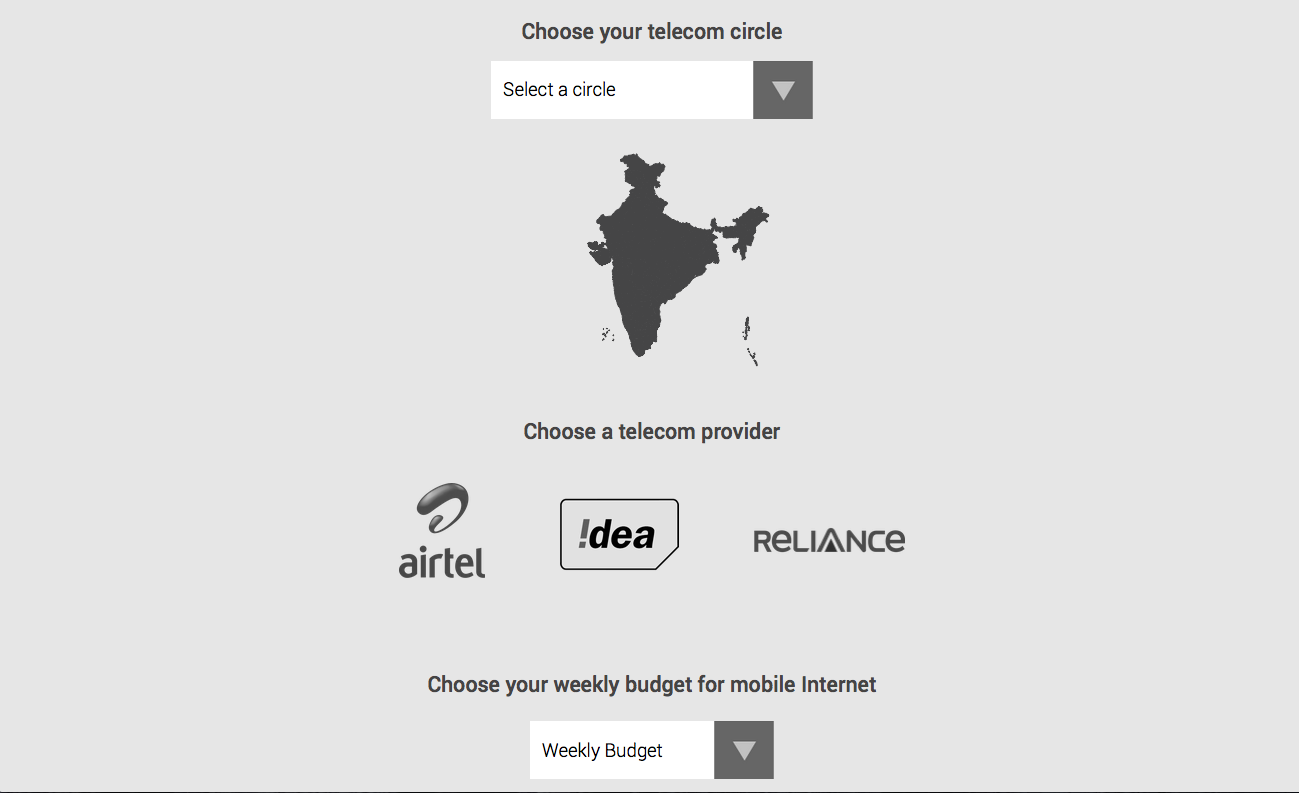 Choose your telecom circle
Select a circle
Choose a telecom provider
airtel
!dea
RELIANCE
Choose your weekly budget for mobile Internet
Weekly Budget